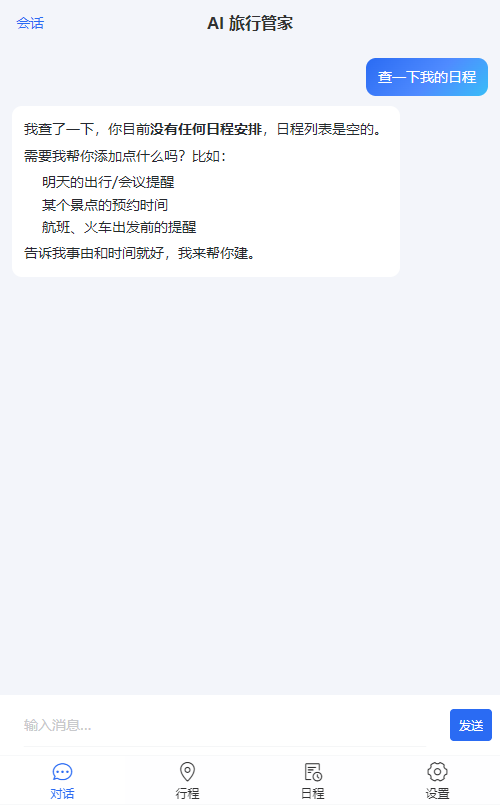 会话
AI 旅行管家
查一下我的日程
我查了一下，你目前没有任何日程安排，日程列表是空的。
需要我帮你添加点什么吗？比如：
明天的出行/会议提醒
某个景点的预约时间
航班、火车出发前的提醒
告诉我事由和时间就好，我来帮你建。
输入消息...
发送
对话
行程
日程
设置